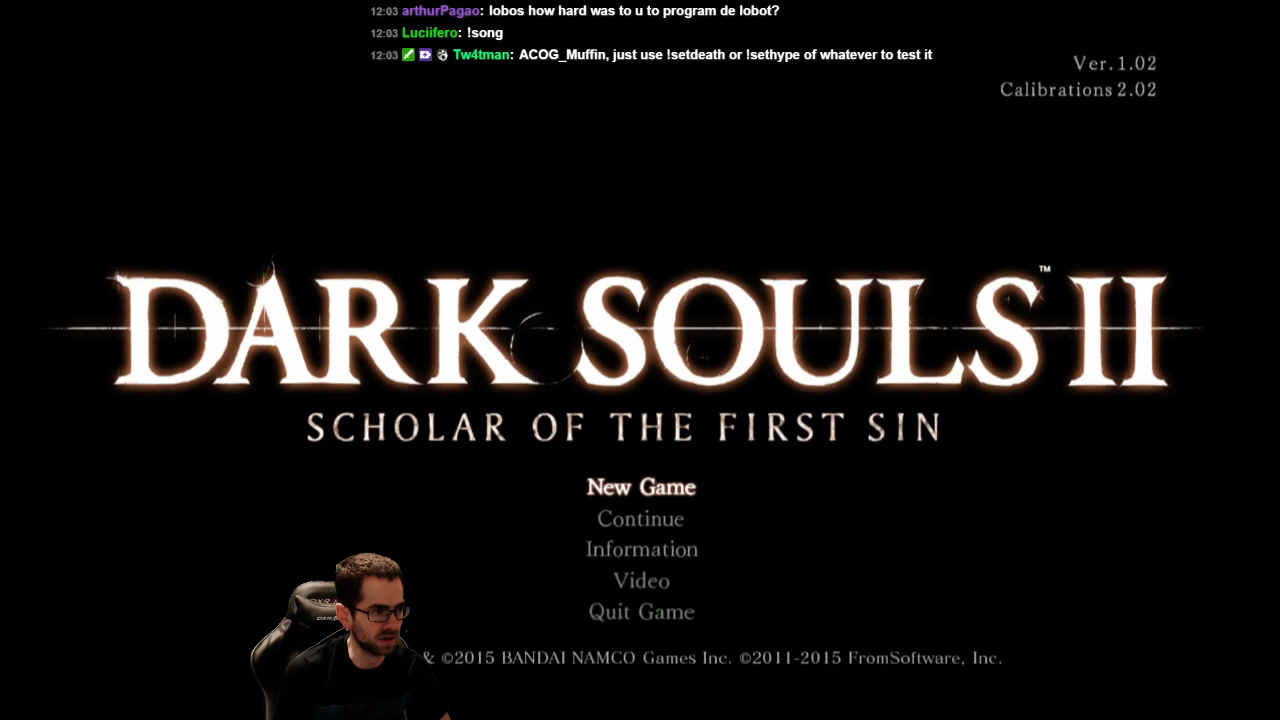 12:03 arthurPagao: lobos how hard was to u to program de lobot?
12:03 Luciifero: !song
12:03 Tw4tman: ACOG_Muffin, just use !setdeath or !sethype of whatever to test it
Ver.1.02
Calibrations 2.02
DARK SOULS™ II
SCHOLAR OF THE FIRST SIN
New Game
Continue
Information
Video
Quit Game
& ©2015 BANDAI NAMCO Games Inc. ©2011-2015 FromSoftware, Inc.